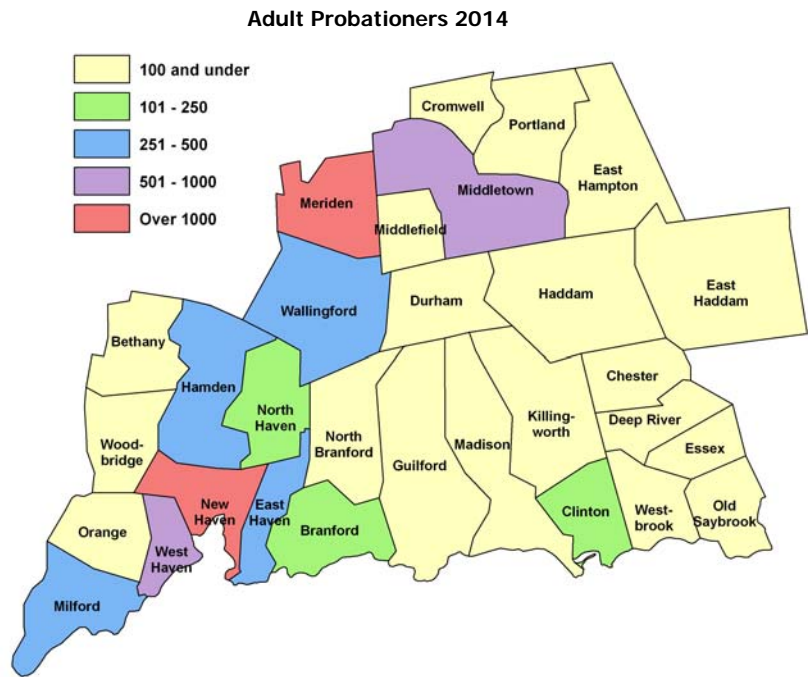 Adult Probationers 2014
100 and under
101 - 250
251 - 500
501 - 1000
Over 1000
Cromwell
Portland
East
Hampton
Meriden
Middletown
Middlefield
Wallingford
Durham
Haddam
East
Haddam
Bethany
Hamden
North
Haven
Chester
Deep River
Killing-
worth
Wood-
bridge
North
Branford
Guilford
Madison
Essex
New
Haven
East
Haven
Branford
Clinton
West-
brook
Old
Saybrook
Orange
West
Haven
Milford